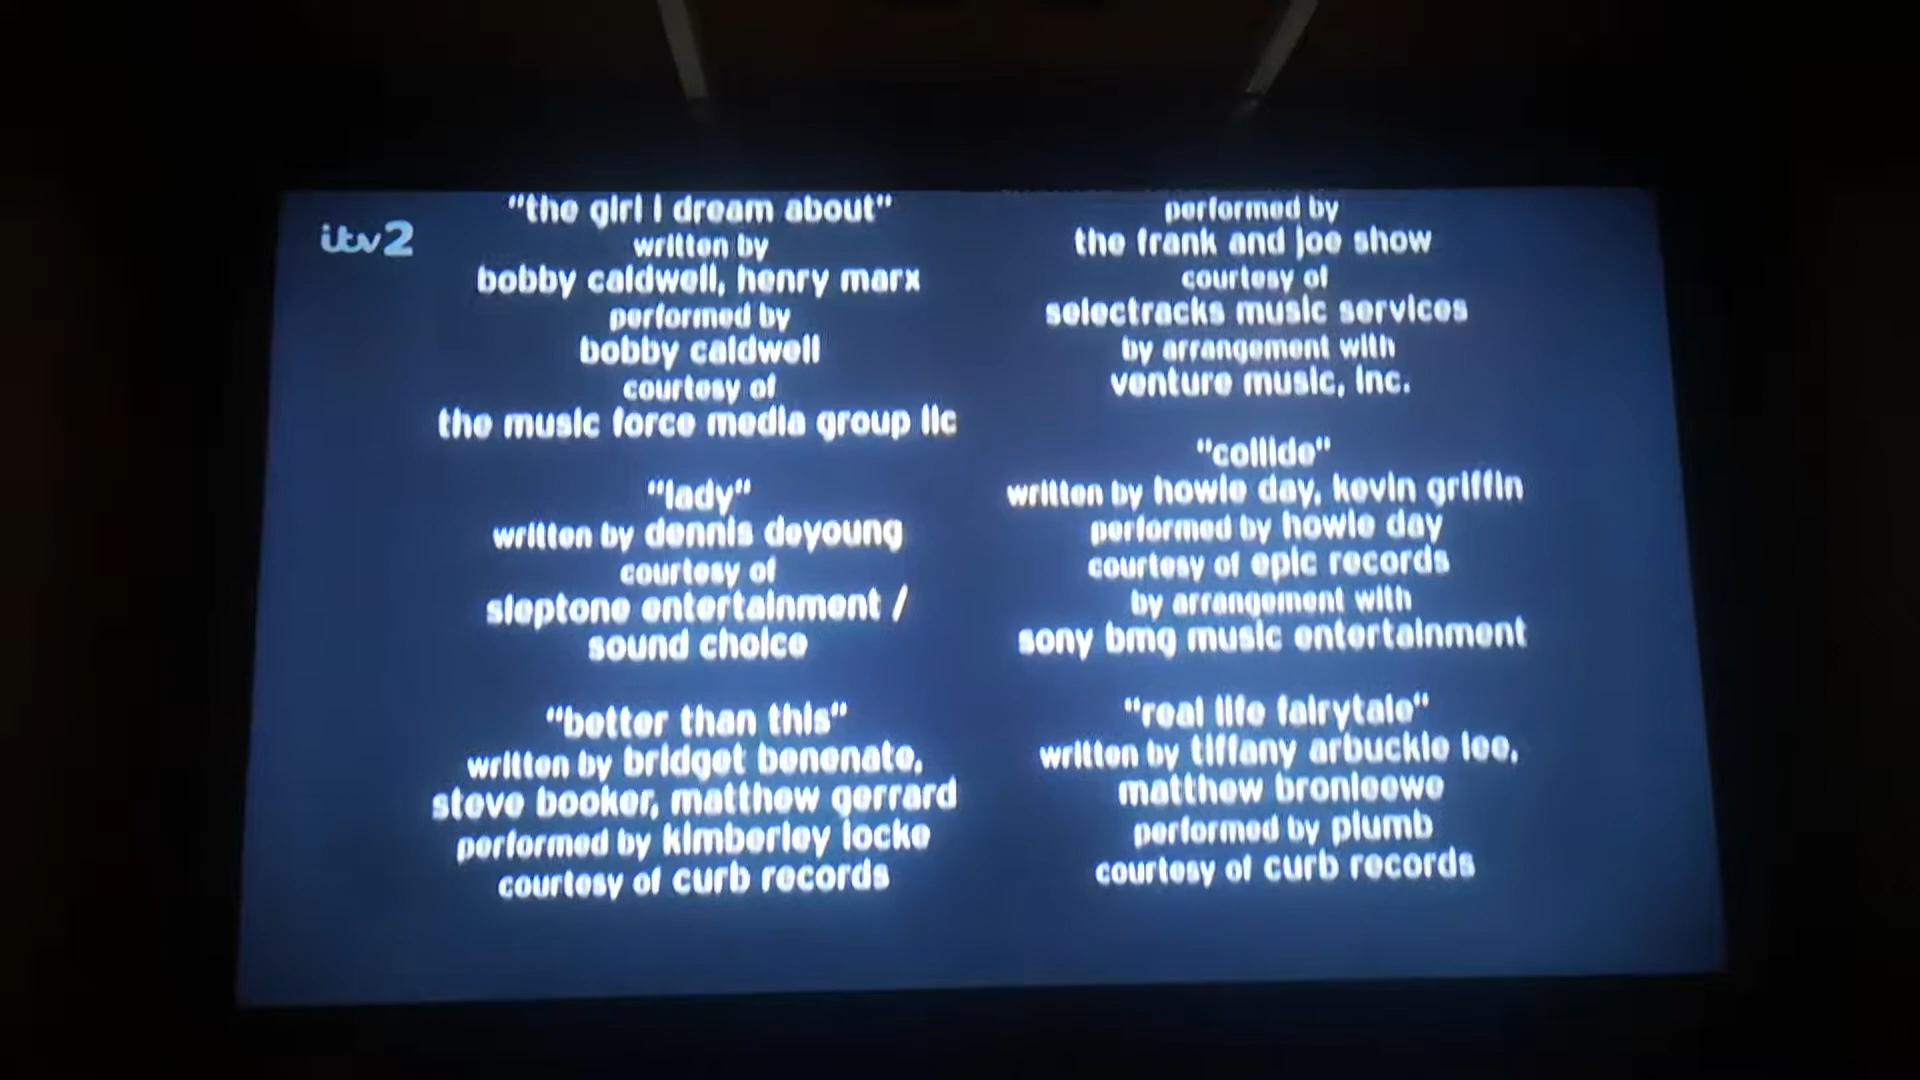 itv2
"the girl i dream about"
written by
bobby caldwell, henry marx
performed by
bobby caldwell
courtesy of
the music force media group llc
"lady"
written by dennis deyoung
courtesy of
sleptone entertainment /
sound choice
"better than this"
written by bridget benenate,
steve booker, matthew gerrard
performed by kimberley locke
courtesy of curb records
performed by
the frank and joe show
courtesy of
selectracks music services
by arrangement with
venture music, inc.
"collide"
written by howie day, kevin griffin
performed by howie day
courtesy of epic records
by arrangement with
sony bmg music entertainment
"real life fairytale"
written by tiffany arbuckle lee,
matthew bronleewe
performed by plumb
courtesy of curb records